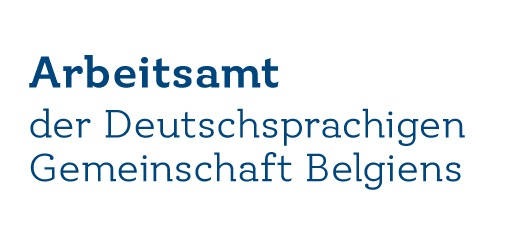 Arbeitsamt
der Deutschsprachigen
Gemeinschaft Belgiens